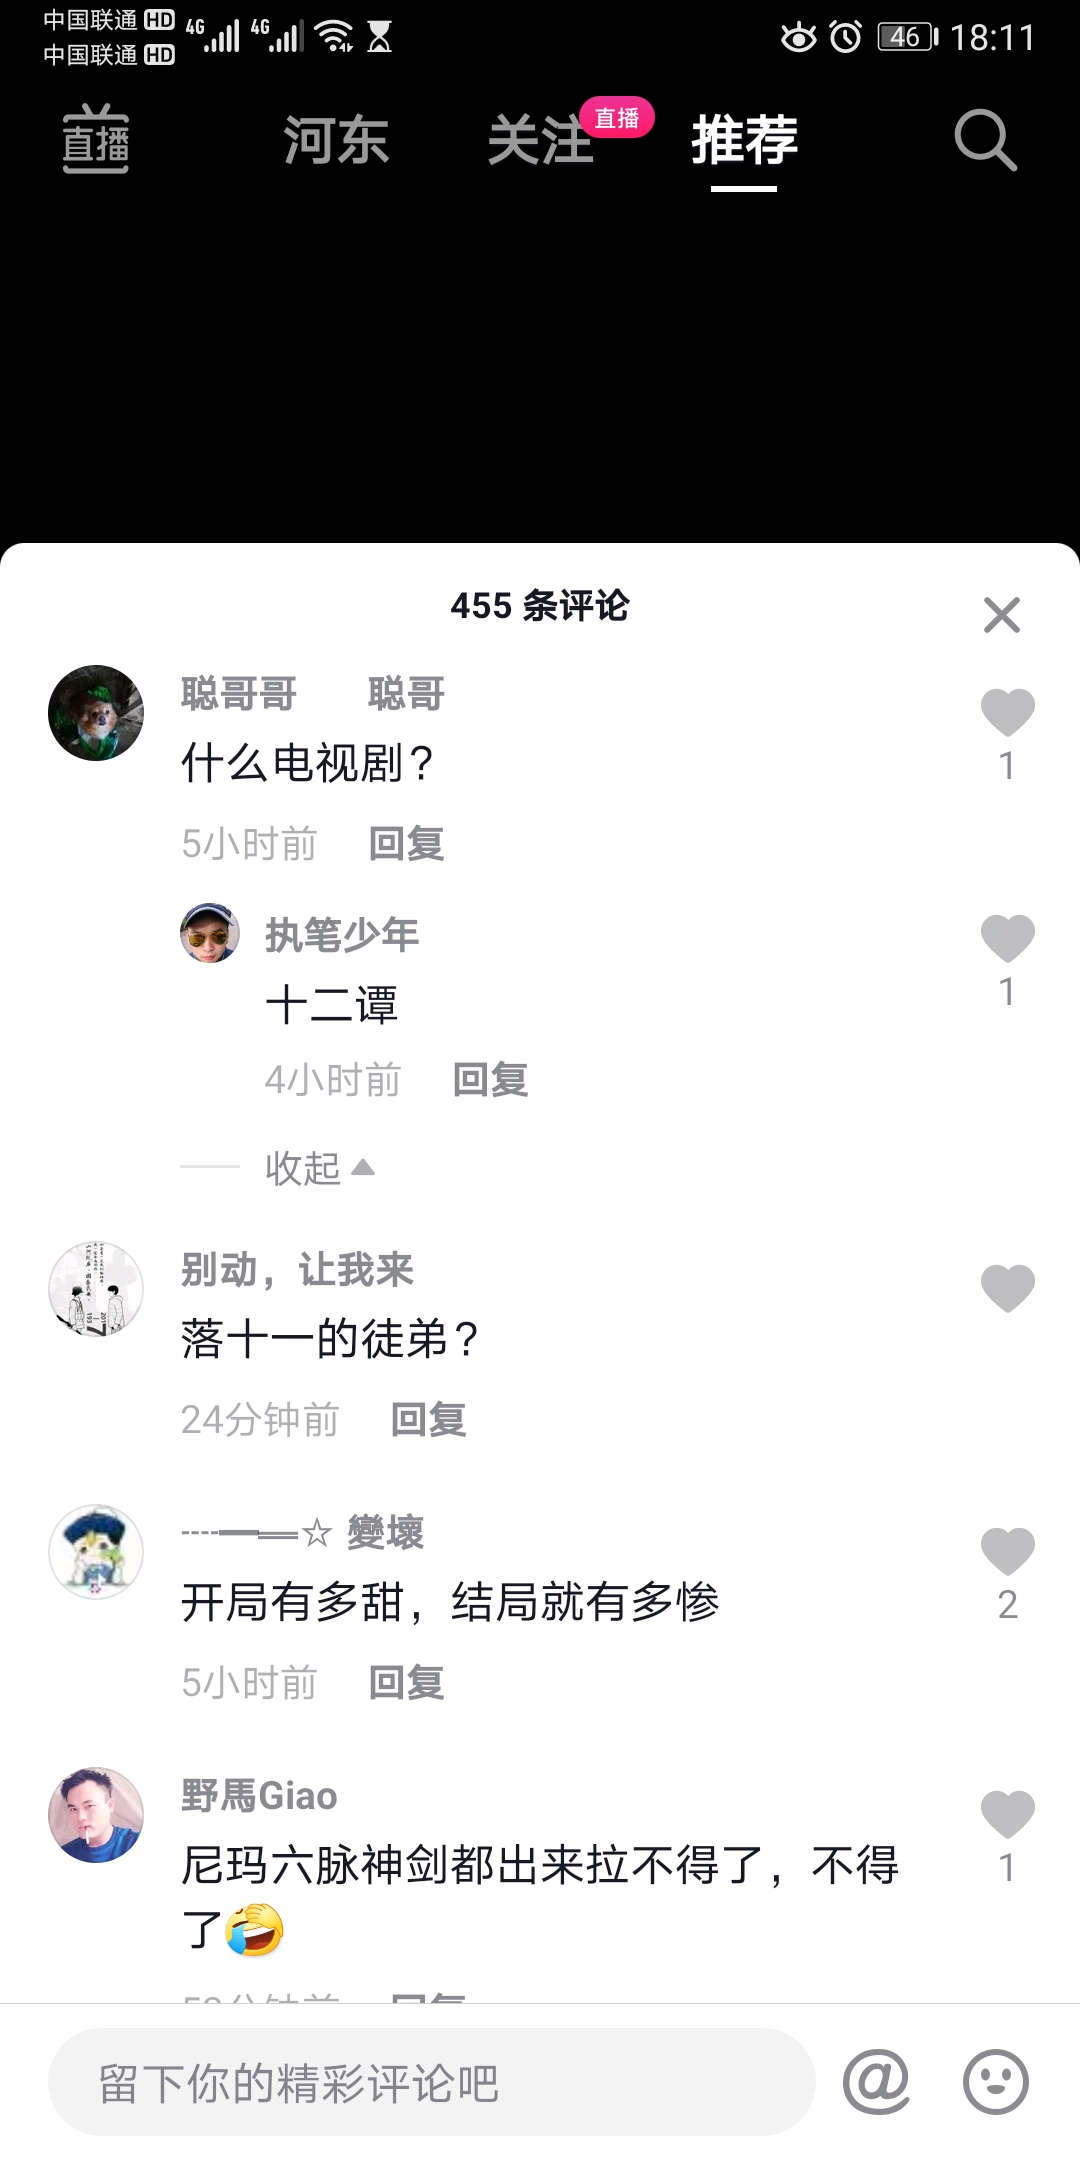 中国联通 HD 4G 4G 46 18:11
中国联通 HD
直播 河东 关注 直播 推荐
455 条评论
聪哥哥 聪哥
什么电视剧？
1
5小时前 回复
执笔少年
十二谭
1
4小时前 回复
收起
别动，让我来
落十一的徒弟？
24分钟前 回复
┈━═☆ 變壞
开局有多甜，结局就有多惨
2
5小时前 回复
野馬Giao
尼玛六脉神剑都出来拉不得了，不得
了🤣
1
留下你的精彩评论吧 @